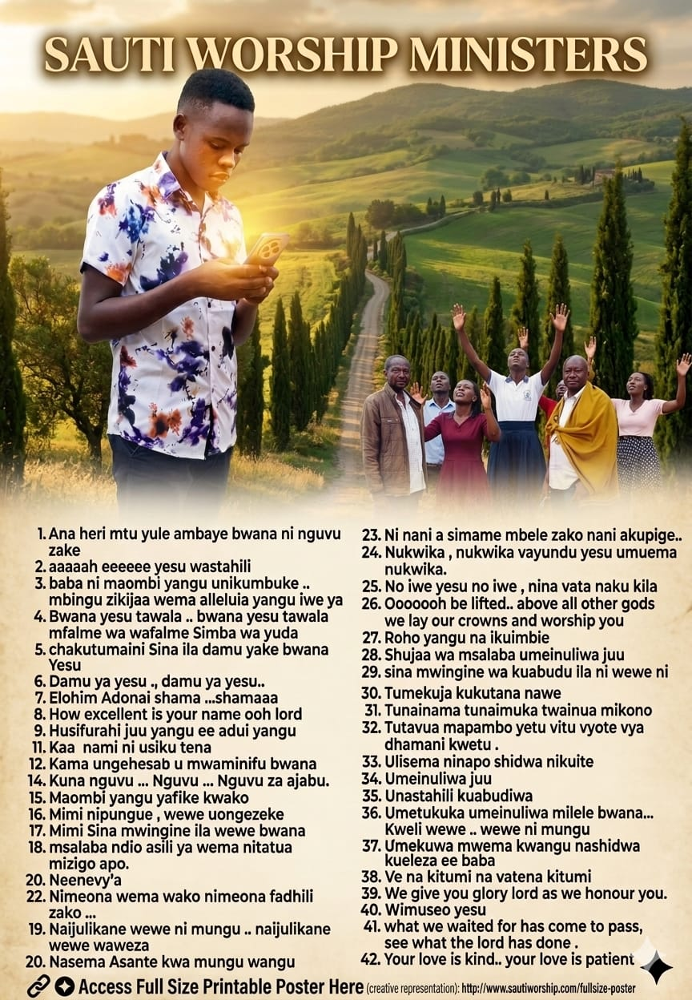 SAUTI WORSHIP MINISTERS
1. Ana heri mtu yule ambaye bwana ni nguvu
zake
2. aaaaah eeeeee yesu wastahili
3. baba ni maombi yangu unikumbuke ..
mbingu zikijaa wema alleluia yangu iwe ya
4. Bwana yesu tawala .. bwana yesu tawala
mfalme wa wafalme Simba wa yuda
5. chakutumaini Sina ila damu yake bwana
Yesu
6. Damu ya yesu ., damu ya yesu..
7. Elohim Adonai shama ...shamaaa
8. How excellent is your name ooh lord
9. Husifurahi juu yangu ee adui yangu
11. Kaa nami ni usiku tena
12. Kama ungehesab u mwaminifu bwana
14. Kuna nguvu ... Nguvu ... Nguvu za ajabu.
15. Maombi yangu yafike kwako
16. Mimi nipungue , wewe uongezeke
17. Mimi Sina mwingine ila wewe bwana
18. msalaba ndio asili ya wema nitatua
mizigo apo.
20. Neenevy'a
22. Nimeona wema wako nimeona fadhili
zako ...
19. Naijulikane wewe ni mungu .. naijulikane
wewe waweza
20. Nasema Asante kwa mungu wangu
23. Ni nani a simame mbele zako nani akupige..
24. Nukwika , nukwika vayundu yesu umuema
nukwika.
25. No iwe yesu no iwe , nina vata naku kila
26. Ooooooh be lifted.. above all other gods
we lay our crowns and worship you
27. Roho yangu na ikuimbie
28. Shujaa wa msalaba umeinuliwa juu
29. sina mwingine wa kuabudu ila ni wewe ni
30. Tumekuja kukutana nawe
31. Tunainama tunaimuka twainua mikono
32. Tutavua mapambo yetu vitu vyote vya
dhamani kwetu .
33. Ulisema ninapo shidwa nikuite
34. Umeinuliwa juu
35. Unastahili kuabudiwa
36. Umetukuka umeinuliwa milele bwana...
Kweli wewe .. wewe ni mungu
37. Umekuwa mwema kwangu nashidwa
kueleza ee baba
38. Ve na kitumi na vatena kitumi
39. We give you glory lord as we honour you.
40. Wimuseo yesu
41. what we waited for has come to pass,
see what the lord has done .
42. Your love is kind.. your love is patient
Access Full Size Printable Poster Here (creative representation): http://www.sautiworship.com/fullsize-poster